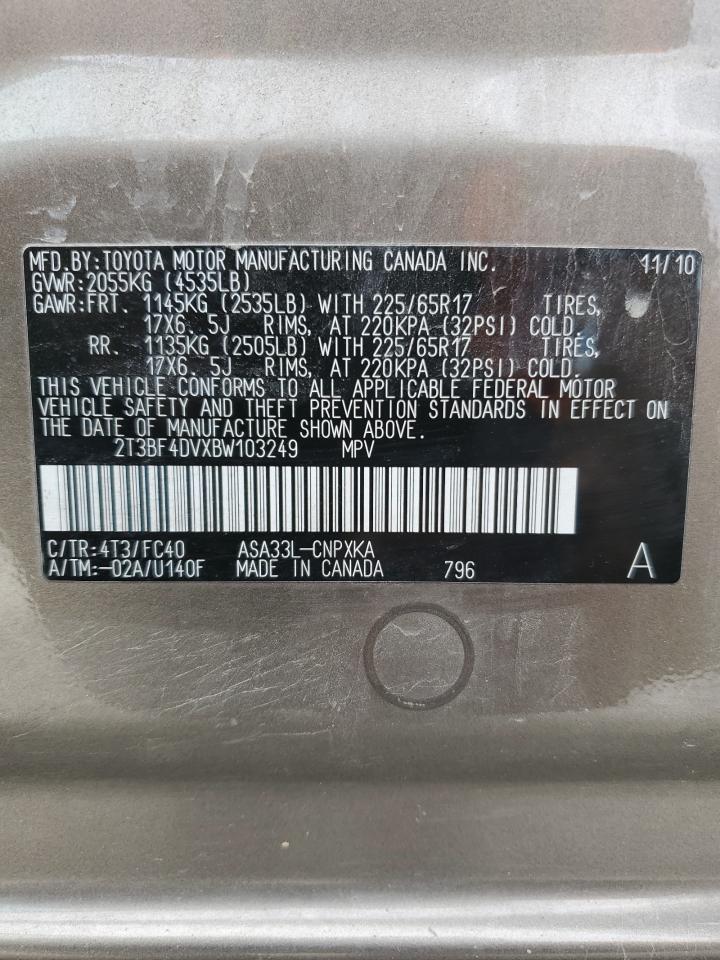 MFD.BY:TOYOTA MOTOR MANUFACTURING CANADA INC. 11/10
GVWR:2055KG (4535LB)
GAWR:FRT. 1145KG (2535LB) WITH 225/65R17 TIRES,
17X6. 5J RIMS, AT 220KPA (32PSI) COLD.
RR. 1135KG (2505LB) WITH 225/65R17 TIRES,
17X6. 5J RIMS, AT 220KPA (32PSI) COLD.
THIS VEHICLE CONFORMS TO ALL APPLICABLE FEDERAL MOTOR
VEHICLE SAFETY AND THEFT PREVENTION STANDARDS IN EFFECT ON
THE DATE OF MANUFACTURE SHOWN ABOVE.
2T3BF4DVXBW103249 MPV
C/TR:4T3/FC40 ASA33L-CNPXKA
A/TM:-02A/U140F MADE IN CANADA 796 A